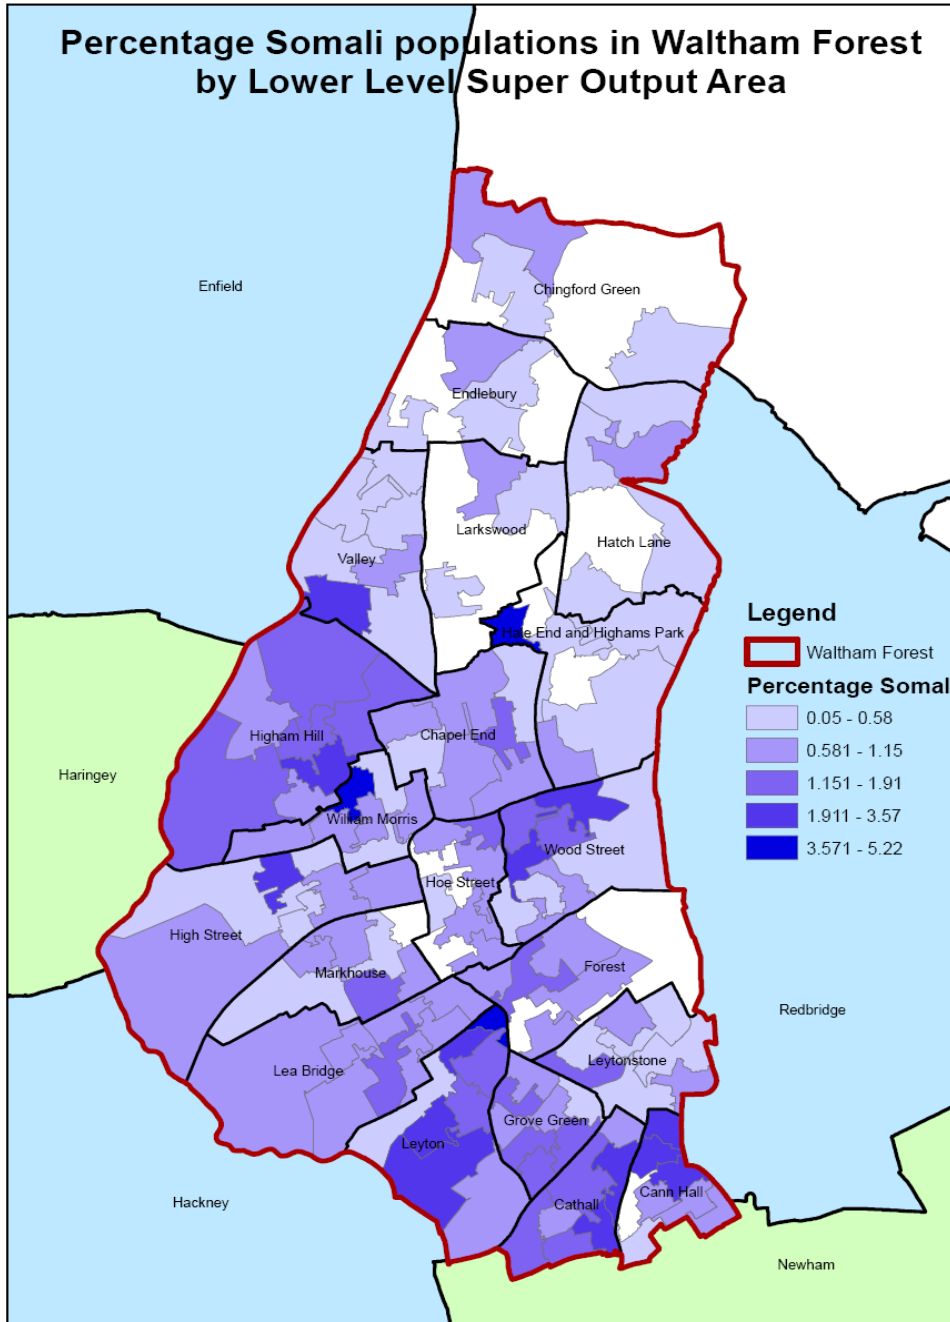 Percentage Somali populations in Waltham Forest
by Lower Level Super Output Area
Enfield
Chingford Green
Endlebury
Larkswood
Hatch Lane
Valley
Hale End and Highams Park
Legend
Waltham Forest
Percentage Somali
0.05 - 0.58
0.581 - 1.15
1.151 - 1.91
1.911 - 3.57
3.571 - 5.22
Higham Hill
Chapel End
Haringey
William Morris
Wood Street
Hoe Street
High Street
Markhouse
Forest
Redbridge
Lea Bridge
Leytonstone
Grove Green
Leyton
Cann Hall
Cathall
Hackney
Newham